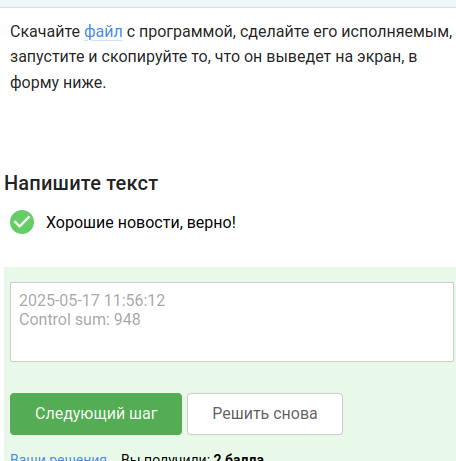 Скачайте файл с программой, сделайте его исполняемым,
запустите и скопируйте то, что он выведет на экран, в
форму ниже.
Напишите текст
Хорошие новости, верно!
2025-05-17 11:56:12
Control sum: 948
Следующий шаг
Решить снова
Ваши решения Вы получили: 2 балла